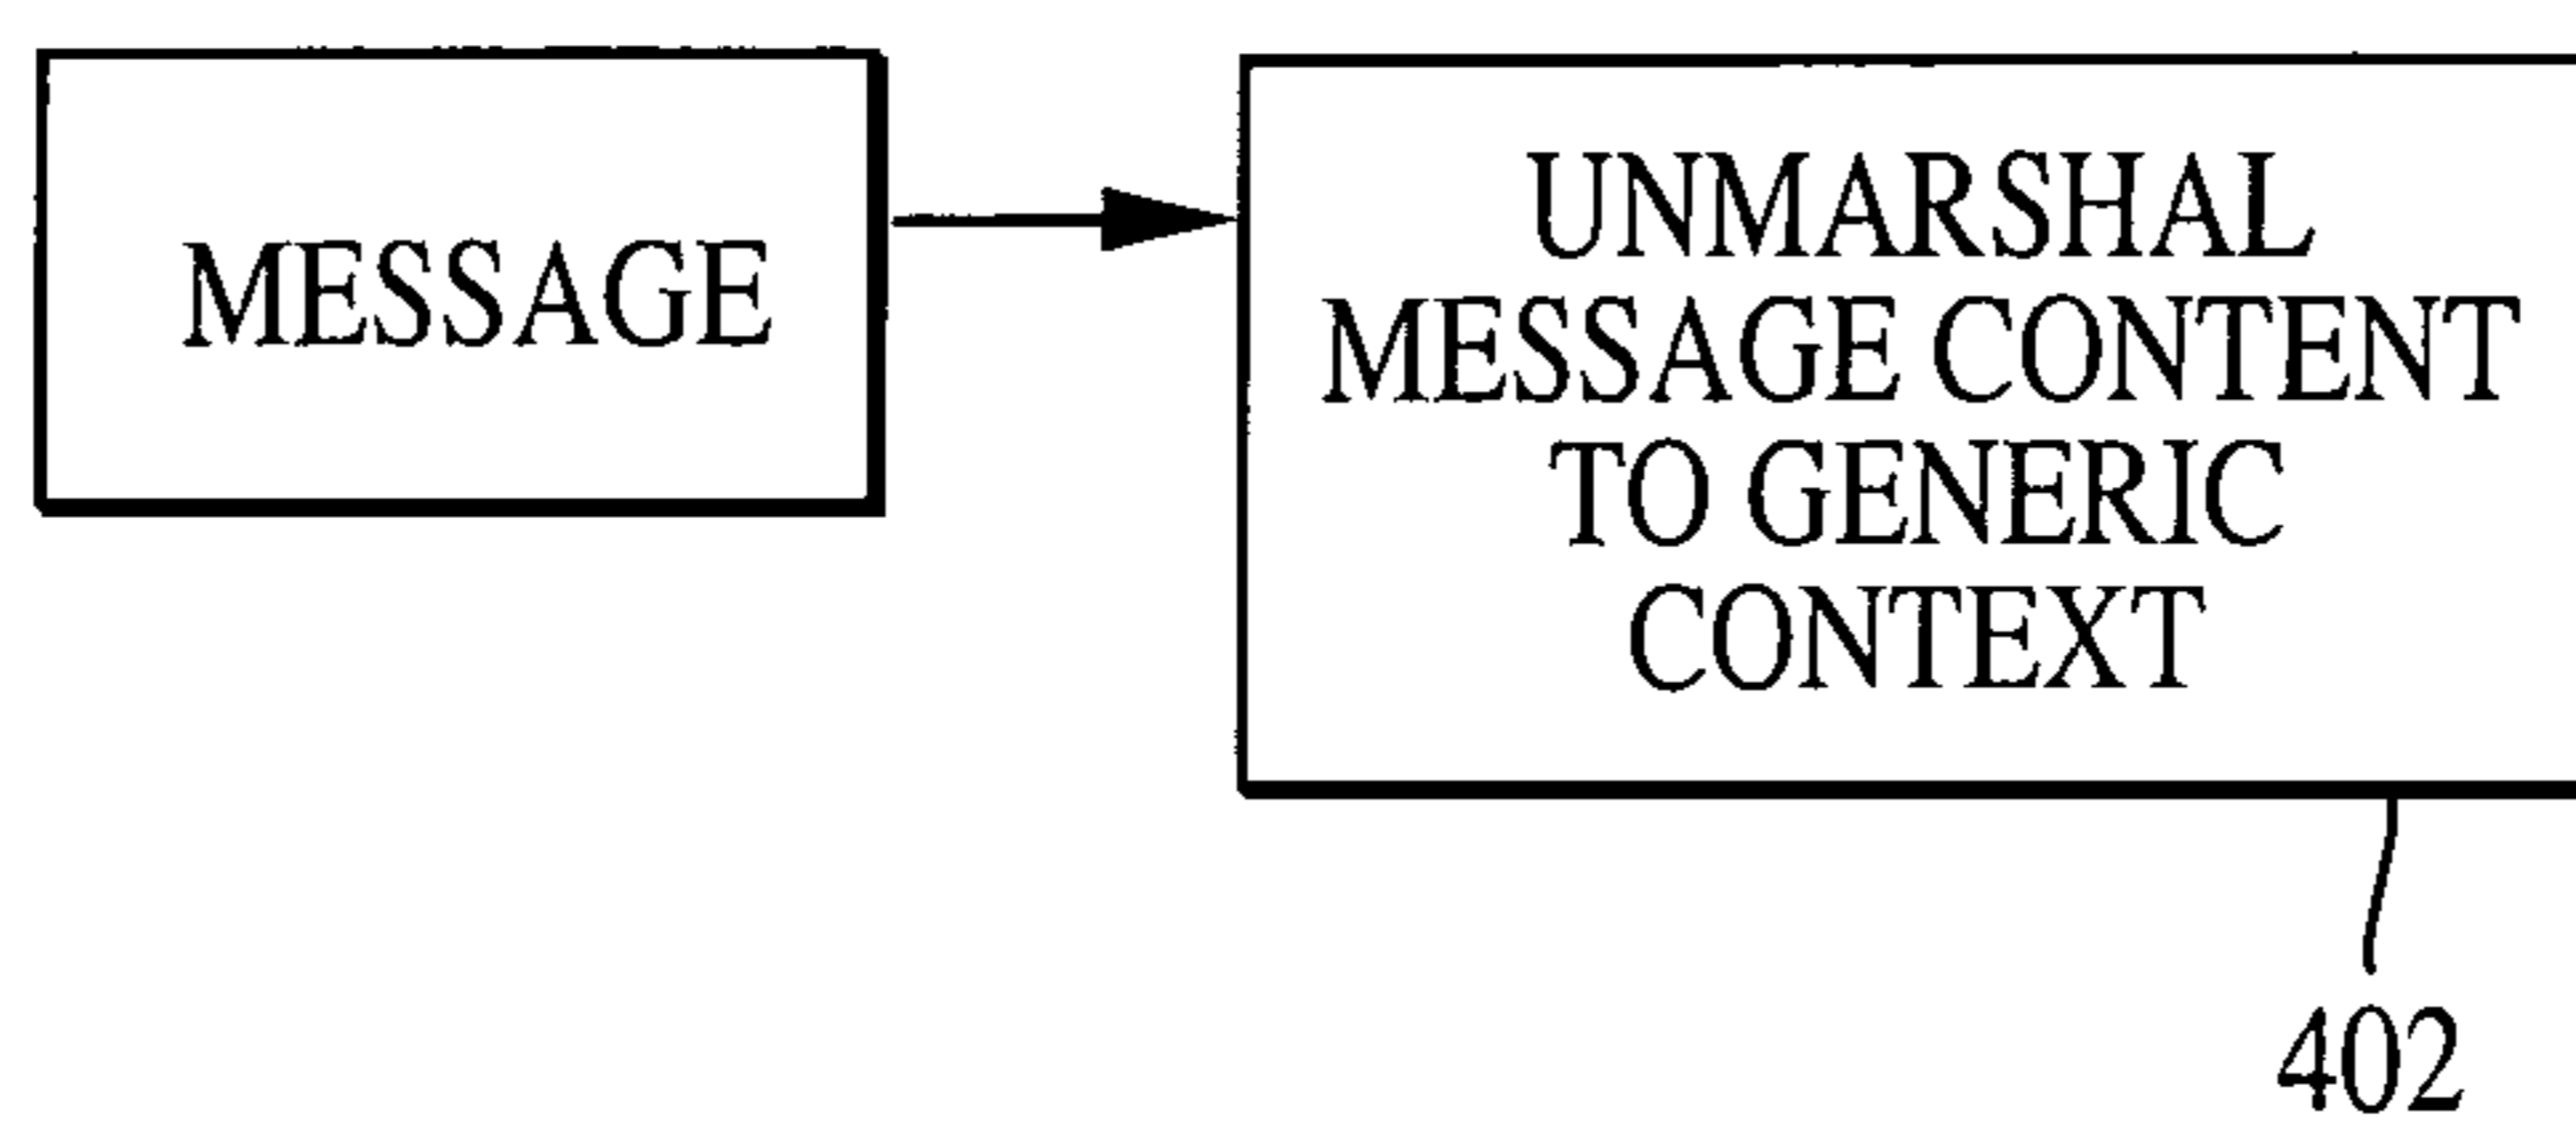 MESSAGE
UNMARSHAL
MESSAGE CONTENT
TO GENERIC
CONTEXT
402